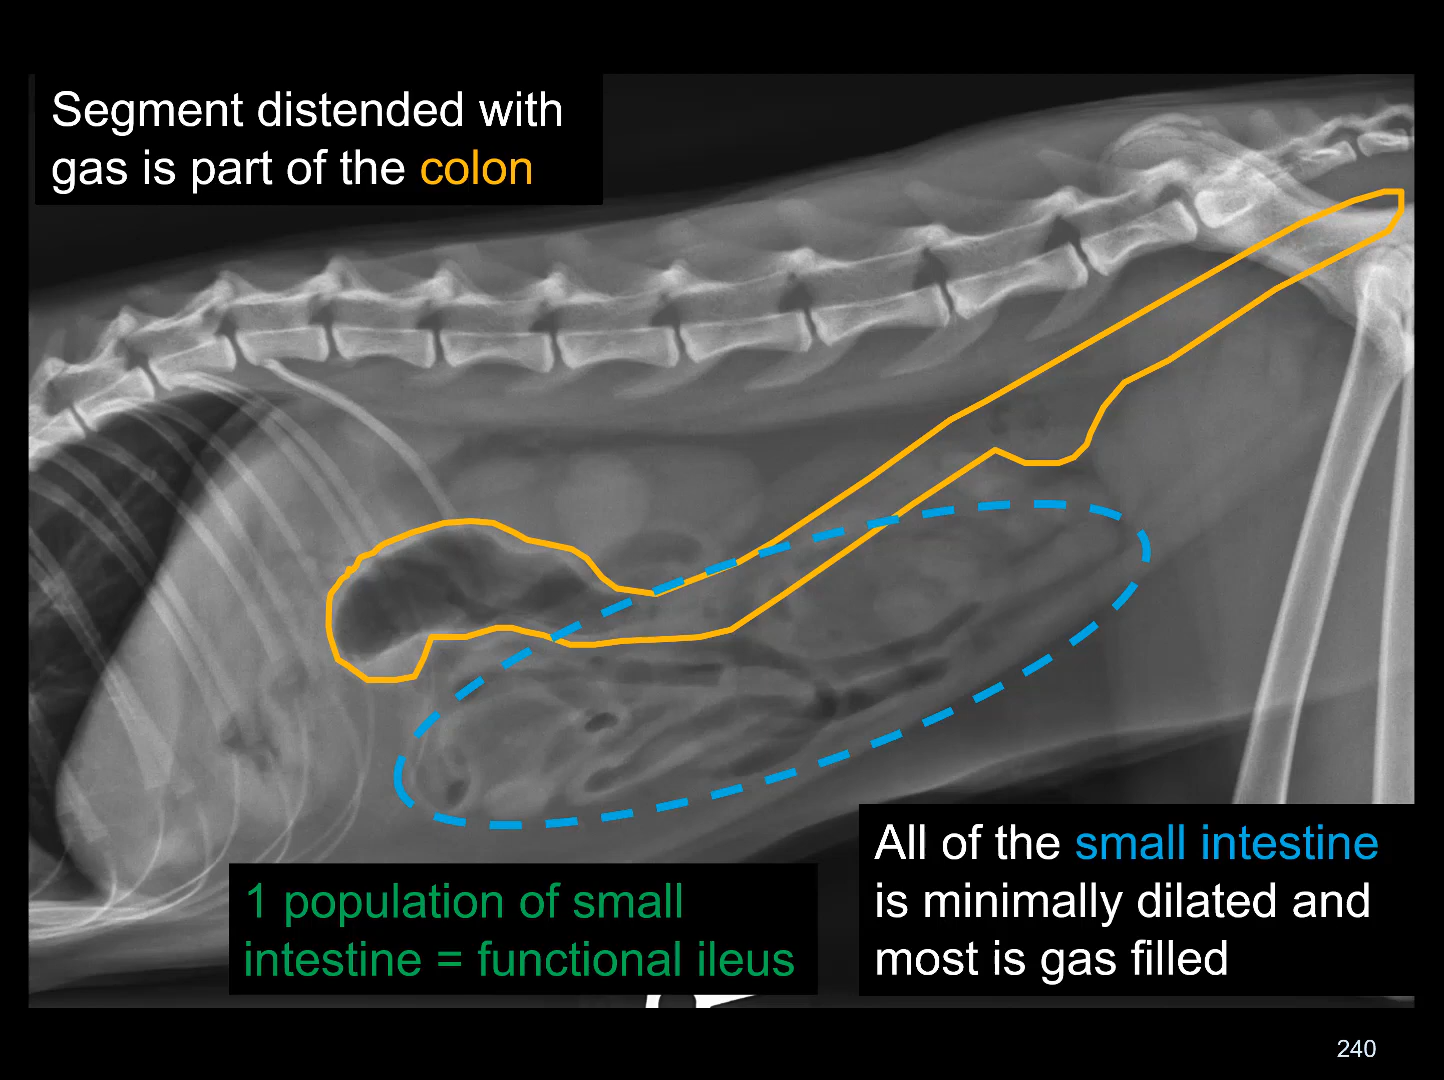 Segment distended with
gas is part of the colon
1 population of small
intestine = functional ileus
All of the small intestine
is minimally dilated and
most is gas filled
240